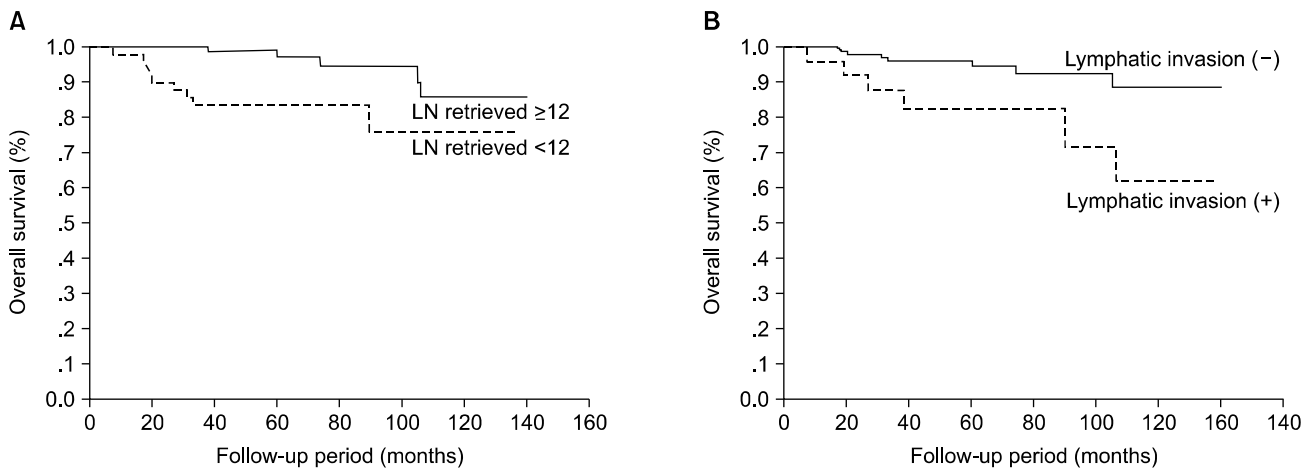 A
1.0
.9
.8
.7
.6
.5
.4
.3
.2
.1
0.0
Overall survival (%)
LN retrieved ≥12
LN retrieved <12
0 20 40 60 80 100 120 140 160
Follow-up period (months)
B
1.0
.9
.8
.7
.6
.5
.4
.3
.2
.1
0.0
Overall survival (%)
Lymphatic invasion (−)
Lymphatic invasion (+)
0 20 40 60 80 100 120 160 140
Follow-up period (months)